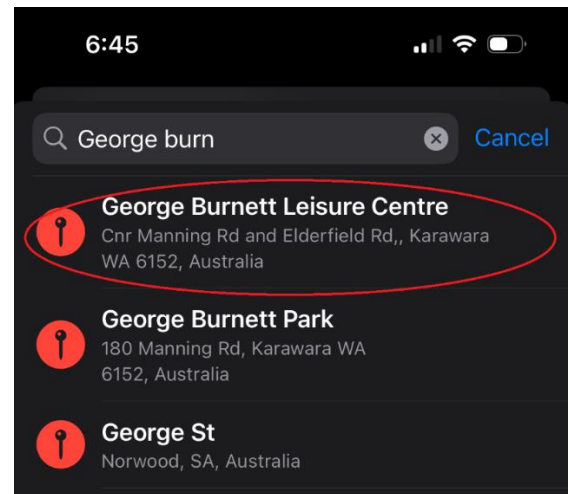 6:45
George burn
Cancel
George Burnett Leisure Centre
Cnr Manning Rd and Elderfield Rd,, Karawara
WA 6152, Australia
George Burnett Park
180 Manning Rd, Karawara WA
6152, Australia
George St
Norwood, SA, Australia